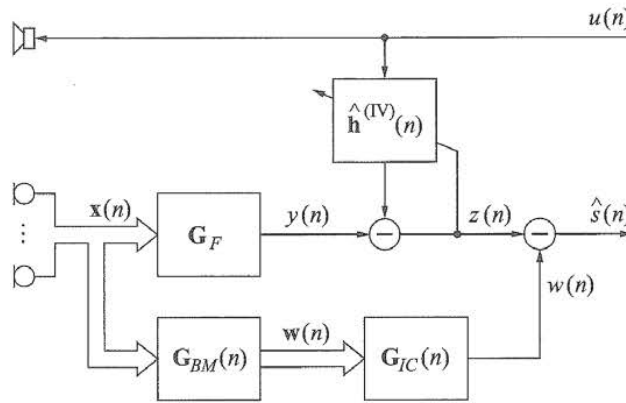 u(n)
ĥ^(IV)(n)
x(n)
G_F
y(n)
z(n)
ŝ(n)
w(n)
G_BM(n)
w(n)
G_IC(n)